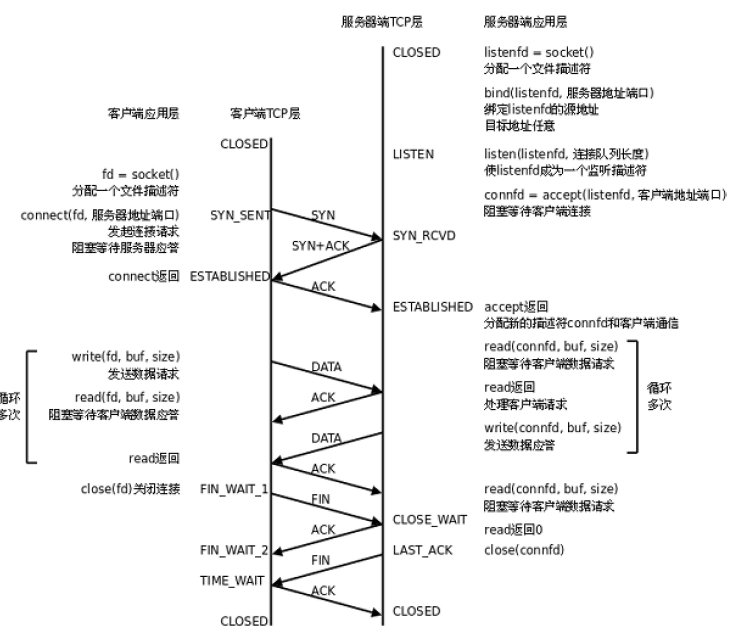 服务器端TCP层 服务器端应用层
CLOSED listenfd = socket()
分配一个文件描述符
bind(listenfd, 服务器地址端口)
客户端应用层 客户端TCP层 绑定listenfd的源地址
目标地址任意
CLOSED
LISTEN listen(listenfd, 连接队列长度)
fd = socket() 使listenfd成为一个监听描述符
分配一个文件描述符
connfd = accept(listenfd, 客户端地址端口)
connect(fd, 服务器地址端口) SYN_SENT SYN 阻塞等待客户端连接
发起连接请求 SYN_RCVD
阻塞等待服务器应答 SYN+ACK
connect返回 ESTABLISHED
ACK
ESTABLISHED accept返回
分配新的描述符connfd和客户端通信
write(fd, buf, size) read(connfd, buf, size)
发送数据请求 DATA 阻塞等待客户端数据请求
循环 read(fd, buf, size) ACK read返回 循环
多次 阻塞等待客户端数据应答 处理客户端请求 多次
DATA write(connfd, buf, size)
发送数据应答
read返回
ACK
close(fd)关闭连接 FIN_WAIT_1 read(connfd, buf, size)
FIN 阻塞等待客户端数据请求
CLOSE_WAIT
ACK read返回0
FIN_WAIT_2 LAST_ACK close(connfd)
FIN
TIME_WAIT
ACK
CLOSED
CLOSED